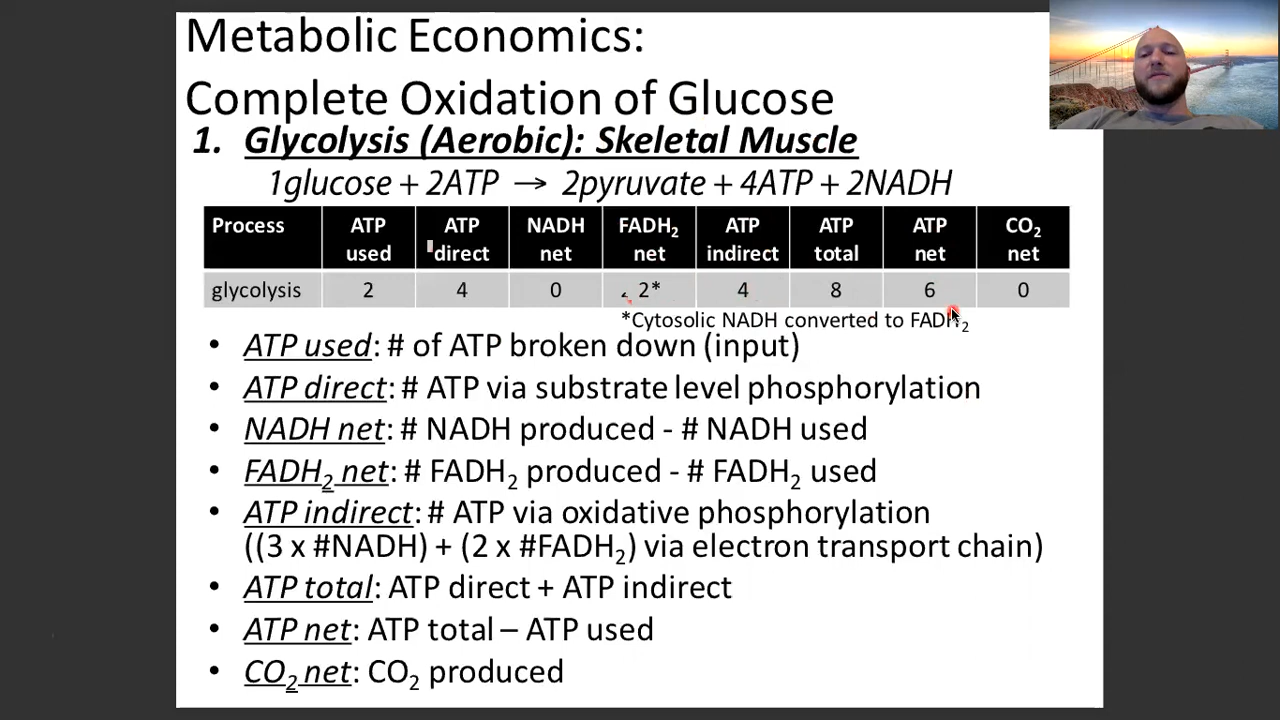 Metabolic Economics:
Complete Oxidation of Glucose
1. Glycolysis (Aerobic): Skeletal Muscle
1glucose + 2ATP → 2pyruvate + 4ATP + 2NADH
Process ATP used ATP direct NADH net FADH₂ net ATP indirect ATP total ATP net CO₂ net
glycolysis 2 4 0 2* 4 8 6 0
*Cytosolic NADH converted to FADH₂
• ATP used: # of ATP broken down (input)
• ATP direct: # ATP via substrate level phosphorylation
• NADH net: # NADH produced - # NADH used
• FADH₂ net: # FADH₂ produced - # FADH₂ used
• ATP indirect: # ATP via oxidative phosphorylation
((3 x #NADH) + (2 x #FADH₂) via electron transport chain)
• ATP total: ATP direct + ATP indirect
• ATP net: ATP total – ATP used
• CO₂ net: CO₂ produced